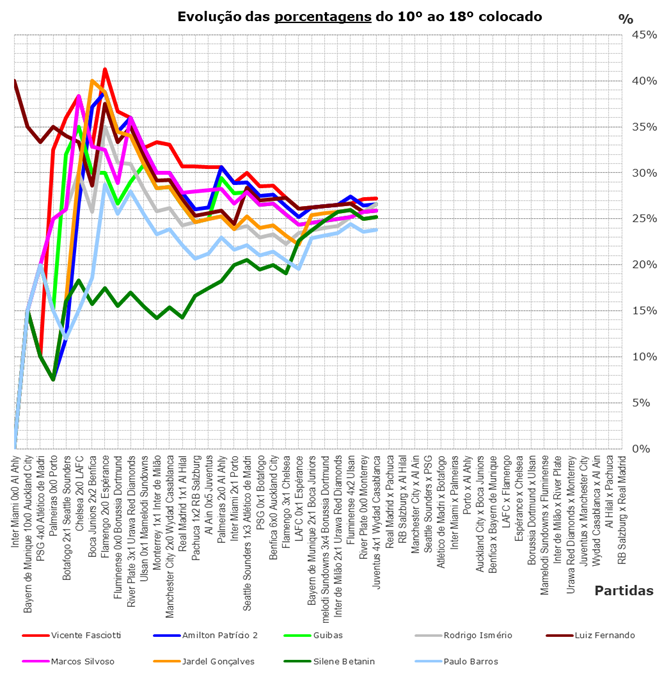 Evolução das porcentagens do 10º ao 18º colocado
%
45%
40%
35%
30%
25%
20%
15%
10%
5%
0%
Inter Miami 0x0 Al Ahly
Bayern de Munique 10x0 Auckland City
PSG 4x0 Atlético de Madri
Palmeiras 0x0 Porto
Botafogo 2x1 Seattle Sounders
Chelsea 2x0 LAFC
Boca Juniors 2x2 Benfica
Flamengo 2x0 Espérance
Fluminense 0x0 Borussia Dortmund
River Plate 3x1 Urawa Red Diamonds
Ulsan 0x1 Mamelodi Sundowns
Monterrey 1x1 Inter de Milão
Manchester City 2x0 Wydad Casablanca
Real Madrid 1x1 Al Hilal
Pachuca 1x2 RB Salzburg
Al Ain 0x5 Juventus
Palmeiras 2x0 Al Ahly
Inter Miami 2x1 Porto
Seattle Sounders 1x3 Atlético de Madri
PSG 0x1 Botafogo
Benfica 6x0 Auckland City
Flamengo 3x1 Chelsea
LAFC 0x1 Espérance
Bayern de Munique 2x1 Boca Juniors
melodi Sundowns 3x4 Borussia Dortmund
Inter de Milão 2x1 Urawa Red Diamonds
Fluminense 4x2 Ulsan
River Plate 0x0 Monterrey
Juventus 4x1 Wydad Casablanca
Real Madrid x Pachuca
RB Salzburg x Al Hilal
Manchester City x Al Ain
Seattle Sounders x PSG
Atlético de Madri x Botafogo
Inter Miami x Palmeiras
Porto x Al Ahly
Auckland City x Boca Juniors
Benfica x Bayern de Munique
LAFC x Flamengo
Espérance x Chelsea
Borussia Dortmund x Ulsan
Mamelodi Sundowns x Fluminense
Inter de Milão x River Plate
Urawa Red Diamonds x Monterrey
Juventus x Manchester City
Wydad Casablanca x Al Ain
Al Hilal x Pachuca
RB Salzburg x Real Madrid
Partidas
Vicente Fasciotti
Amilton Patrício 2
Guibas
Rodrigo Ismério
Luiz Fernando
Marcos Silvoso
Jardel Gonçalves
Silene Betanin
Paulo Barros